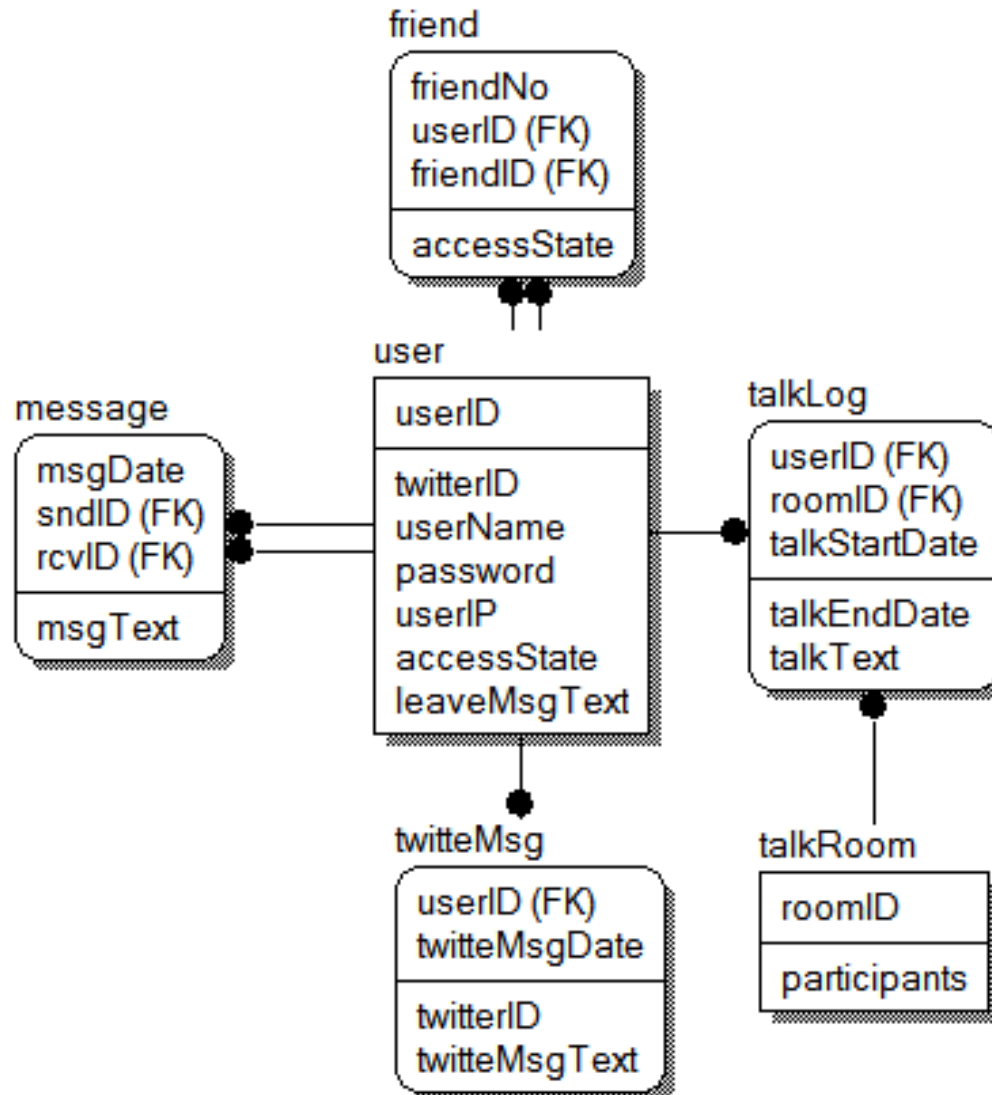 friend
friendNo
userID (FK)
friendID (FK)
accessState
user
userID
twitterID
userName
password
userIP
accessState
leaveMsgText
message
msgDate
sndID (FK)
rcvID (FK)
msgText
talkLog
userID (FK)
roomID (FK)
talkStartDate
talkEndDate
talkText
twitteMsg
userID (FK)
twitteMsgDate
twitterID
twitteMsgText
talkRoom
roomID
participants